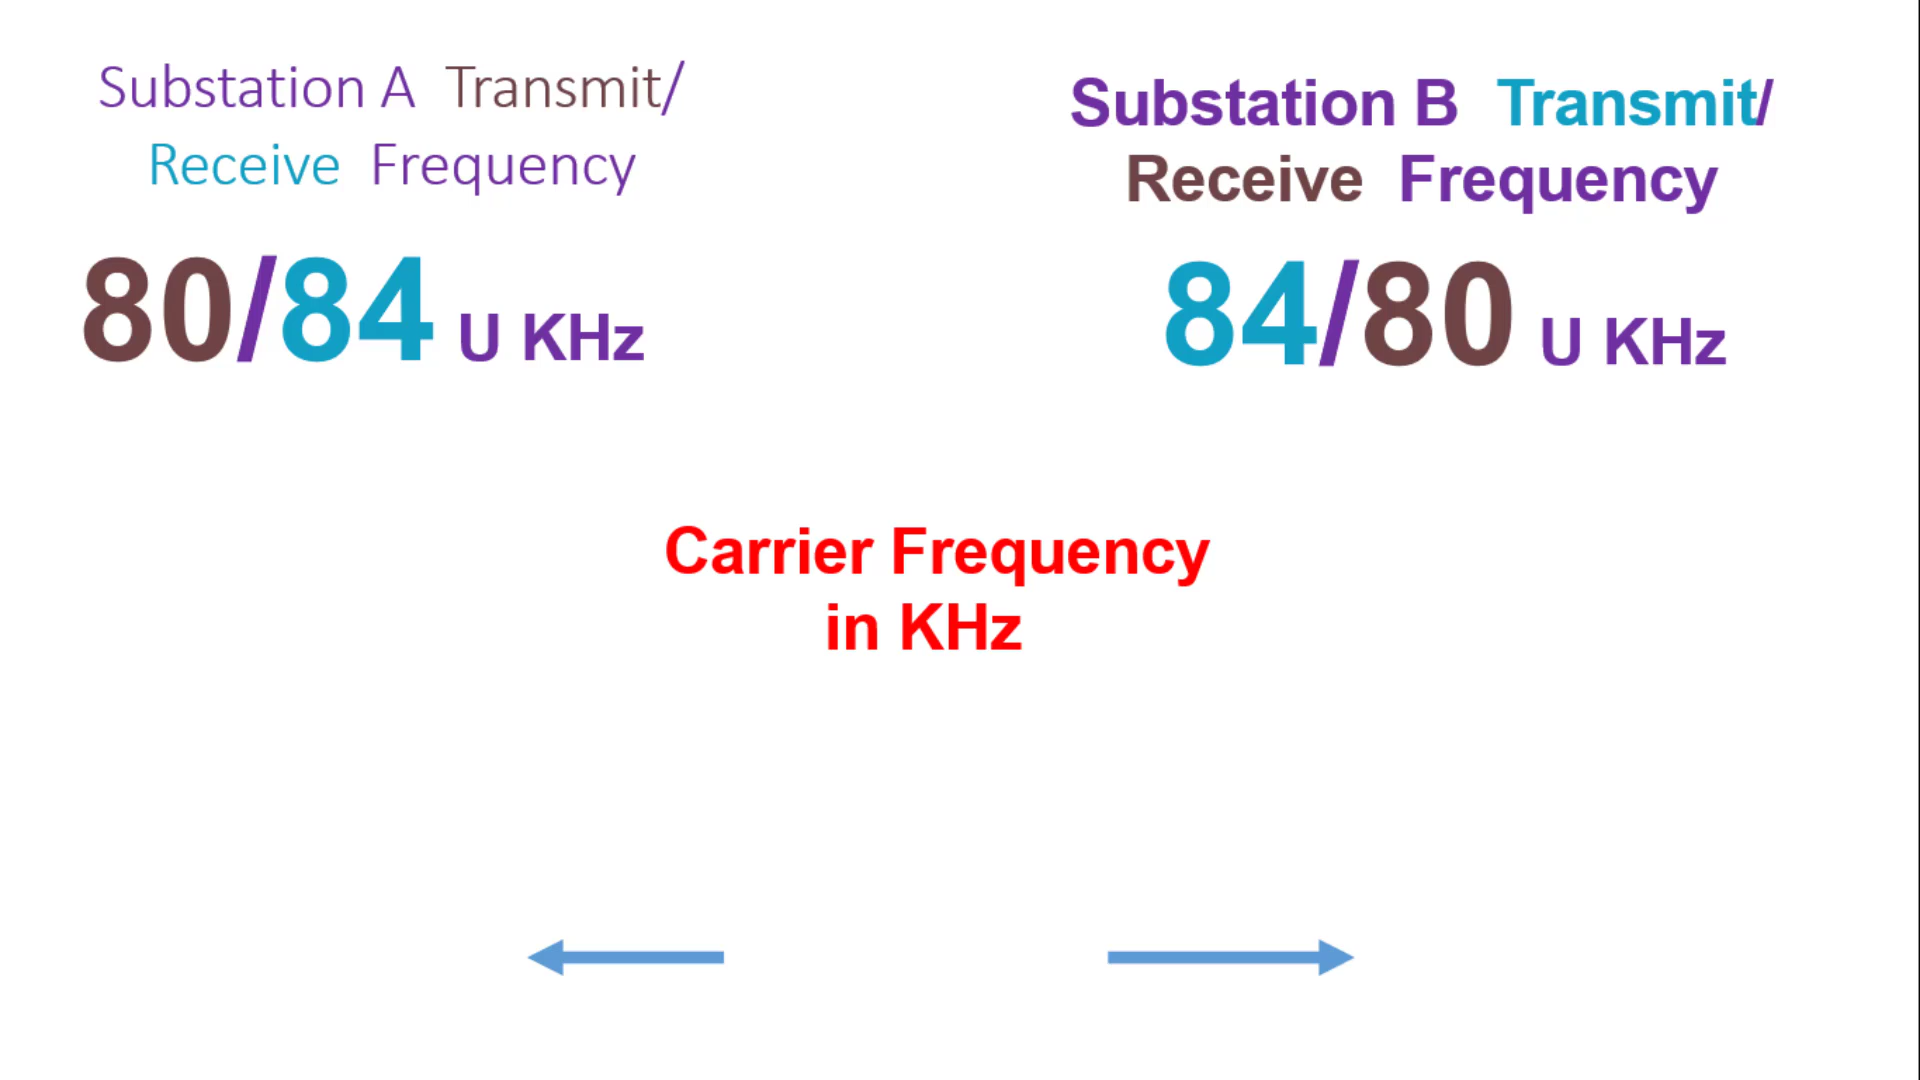 Substation A Transmit/
Receive Frequency
80/84 U KHz
Substation B Transmit/
Receive Frequency
84/80 U KHz
Carrier Frequency
in KHz